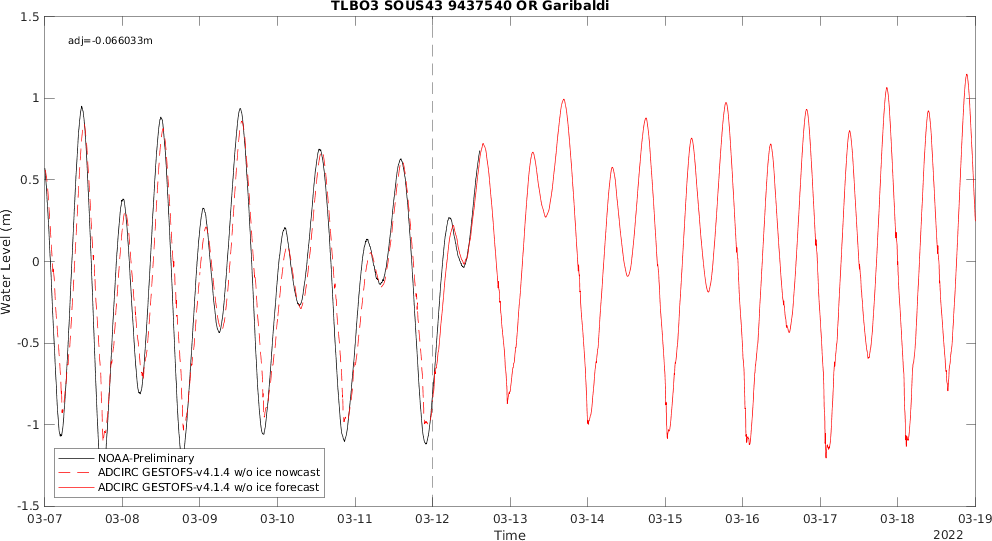 TLBO3 SOUS43 9437540 OR Garibaldi
adj=-0.066033m
1.5
1
0.5
0
-0.5
-1
-1.5
Water Level (m)
NOAA-Preliminary
ADCIRC GESTOFS-v4.1.4 w/o ice nowcast
ADCIRC GESTOFS-v4.1.4 w/o ice forecast
03-07 03-08 03-09 03-10 03-11 03-12 03-13 03-14 03-15 03-16 03-17 03-18 03-19
Time
2022